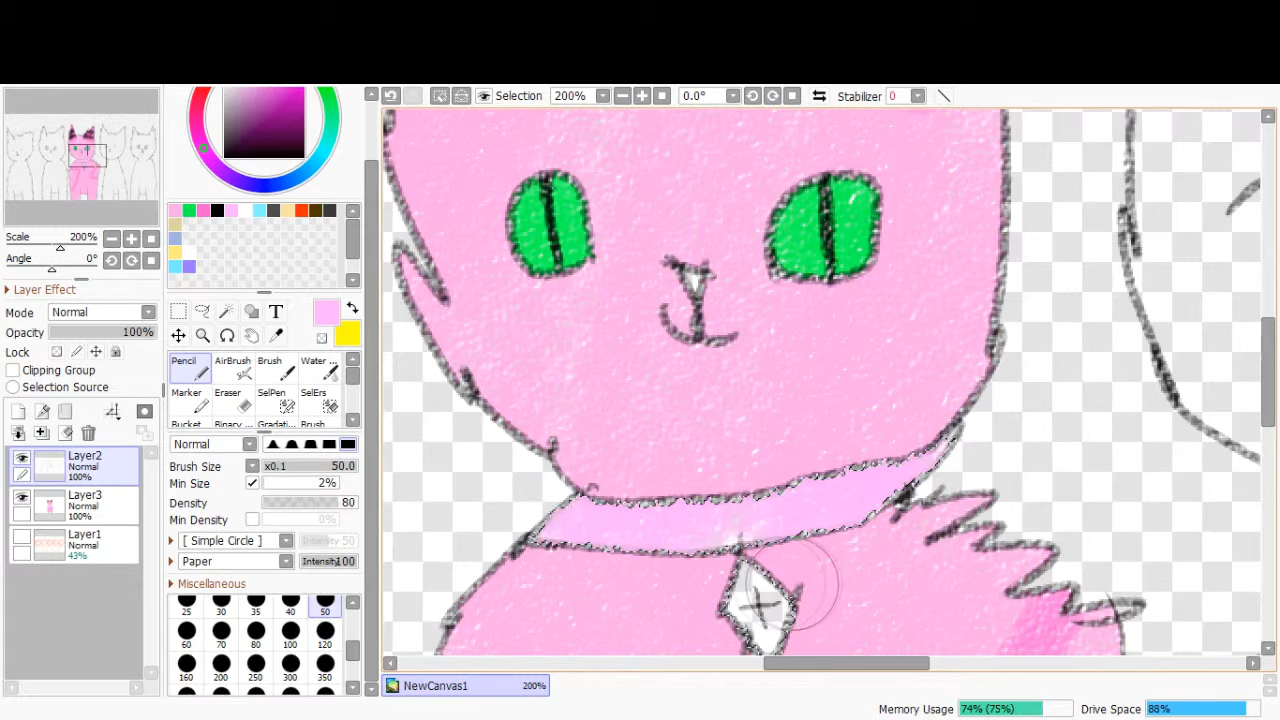 Selection 200% 0.0° Stabilizer 0
Scale 200%
Angle 0°
Layer Effect
Mode Normal
Opacity 100%
Lock
Clipping Group
Selection Source
Layer2
Normal
100%
Layer3
Normal
100%
Layer1
Normal
43%
T
Pencil AirBrush Brush Water ...
Marker Eraser SelPen SelErs
Bucket Binary ... Gradati... Brush
Normal
Brush Size x0.1 50.0
Min Size 2%
Density 80
Min Density 0%
[ Simple Circle ] Intensity 50
Paper Intensity 100
Miscellaneous
25 30 35 40 50
60 70 80 100 120
160 200 250 300 350
NewCanvas1 200%
Memory Usage 74% (75%) Drive Space 88%